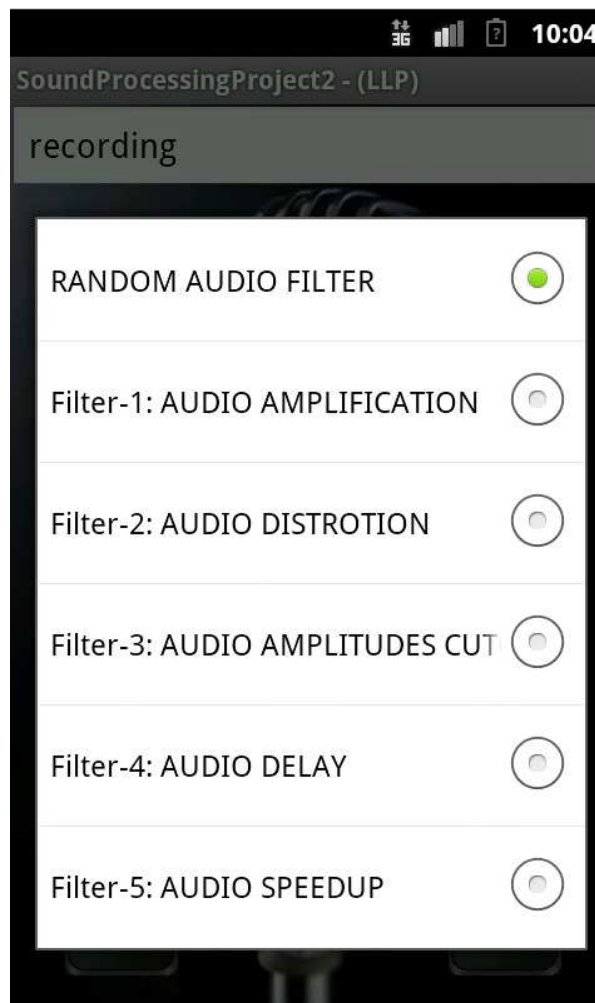 3G 10:04
SoundProcessingProject2 - (LLP)
recording
RANDOM AUDIO FILTER
Filter-1: AUDIO AMPLIFICATION
Filter-2: AUDIO DISTROTION
Filter-3: AUDIO AMPLITUDES CUT
Filter-4: AUDIO DELAY
Filter-5: AUDIO SPEEDUP